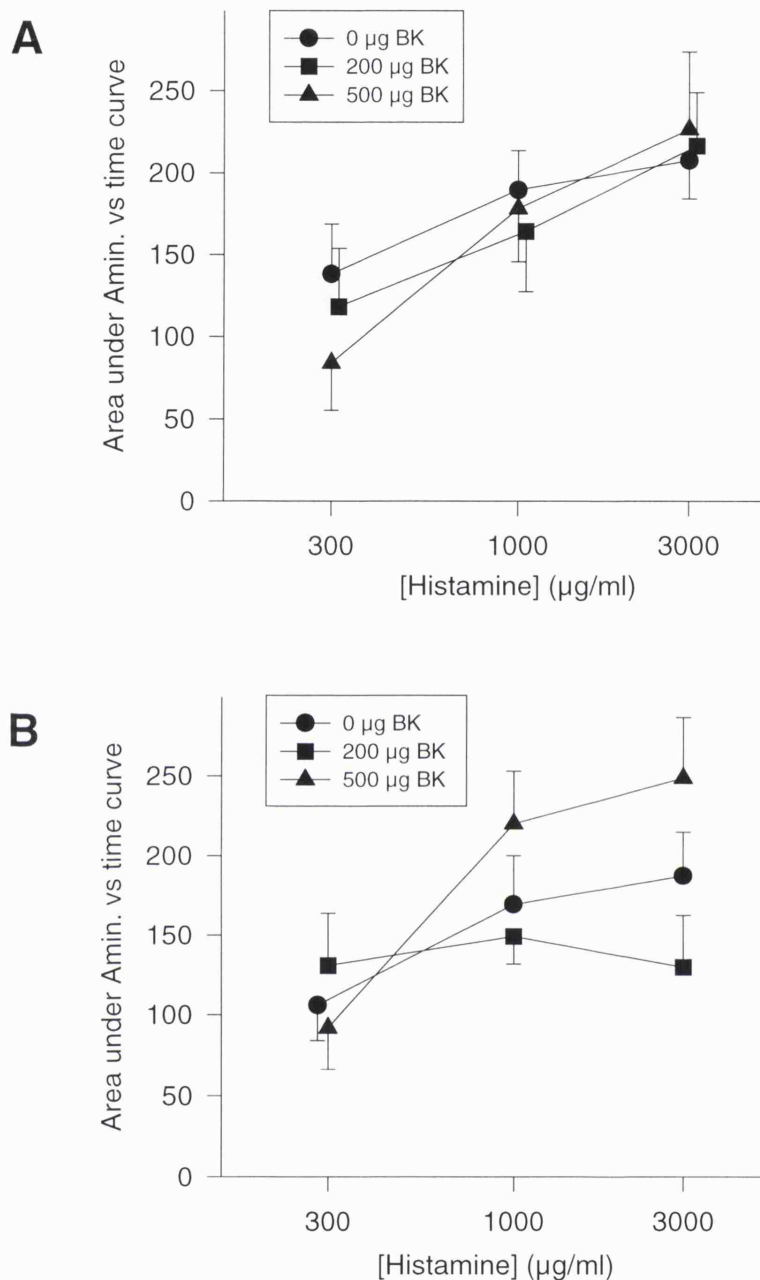 A
0 µg BK
200 µg BK
500 µg BK
Area under Amin. vs time curve
250
200
150
100
50
0
300 1000 3000
[Histamine] (µg/ml)
B
0 µg BK
200 µg BK
500 µg BK
Area under Amin. vs time curve
250
200
150
100
50
0
300 1000 3000
[Histamine] (µg/ml)